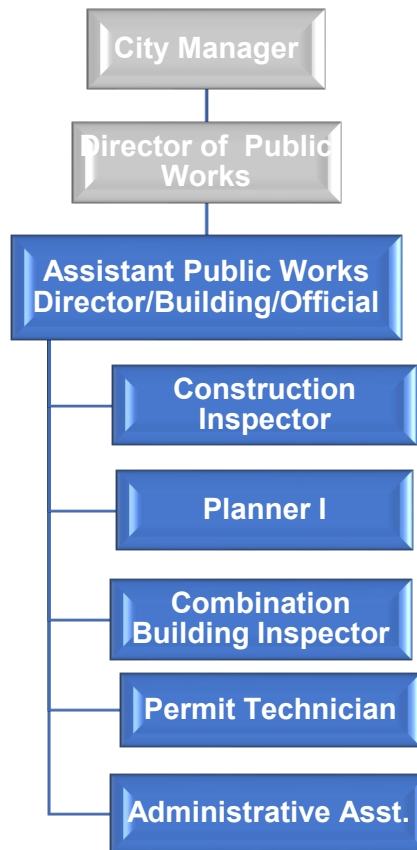 City Manager
Director of Public
Works
Assistant Public Works
Director/Building/Official
Construction
Inspector
Planner I
Combination
Building Inspector
Permit Technician
Administrative Asst.